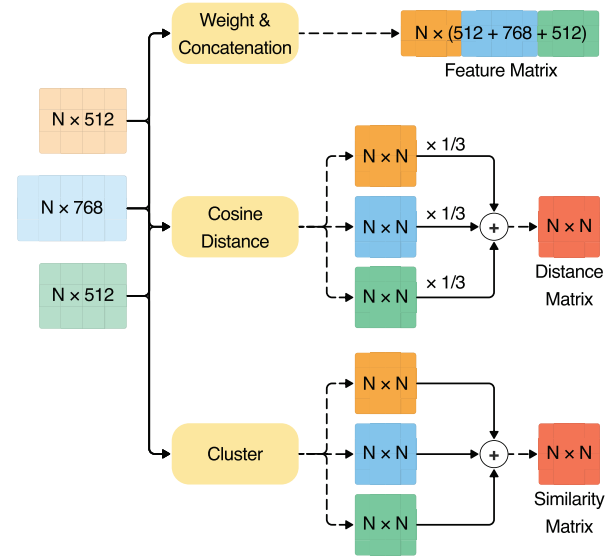 Weight &
Concatenation
N × (512 + 768 + 512)
Feature Matrix
N × 512
N × 768
N × 512
Cosine
Distance
N × N
× 1/3
N × N
× 1/3
N × N
× 1/3
+
N × N
Distance
Matrix
Cluster
N × N
N × N
N × N
+
N × N
Similarity
Matrix